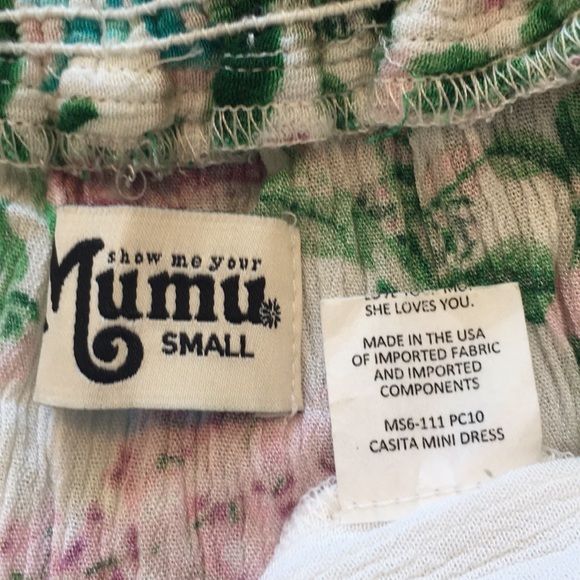 show me your
Mumu
SMALL
SHE LOVES YOU.
MADE IN THE USA
OF IMPORTED FABRIC
AND IMPORTED
COMPONENTS
MS6-111 PC10
CASITA MINI DRESS